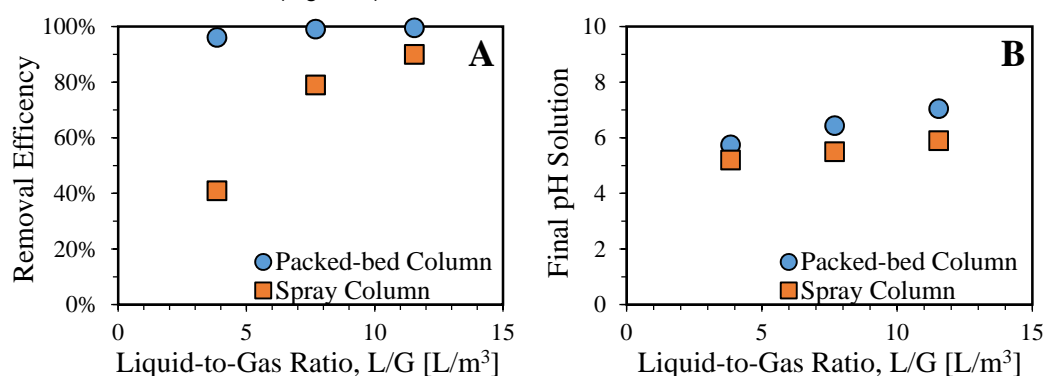 100%
80%
60%
40%
20%
0%
Removal Efficency
A
Packed-bed Column
Spray Column
0 5 10 15
Liquid-to-Gas Ratio, L/G [L/m³]
10
8
6
4
2
0
Final pH Solution
B
Packed-bed Column
Spray Column
0 5 10 15
Liquid-to-Gas Ratio, L/G [L/m³]